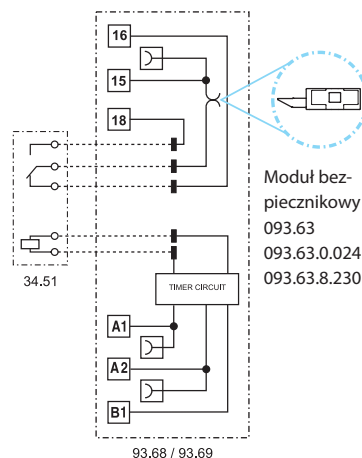 16
15
18
34.51
TIMER CIRCUIT
A1
A2
B1
93.68 / 93.69
Moduł bez-
piecznikowy
093.63
093.63.0.024
093.63.8.230